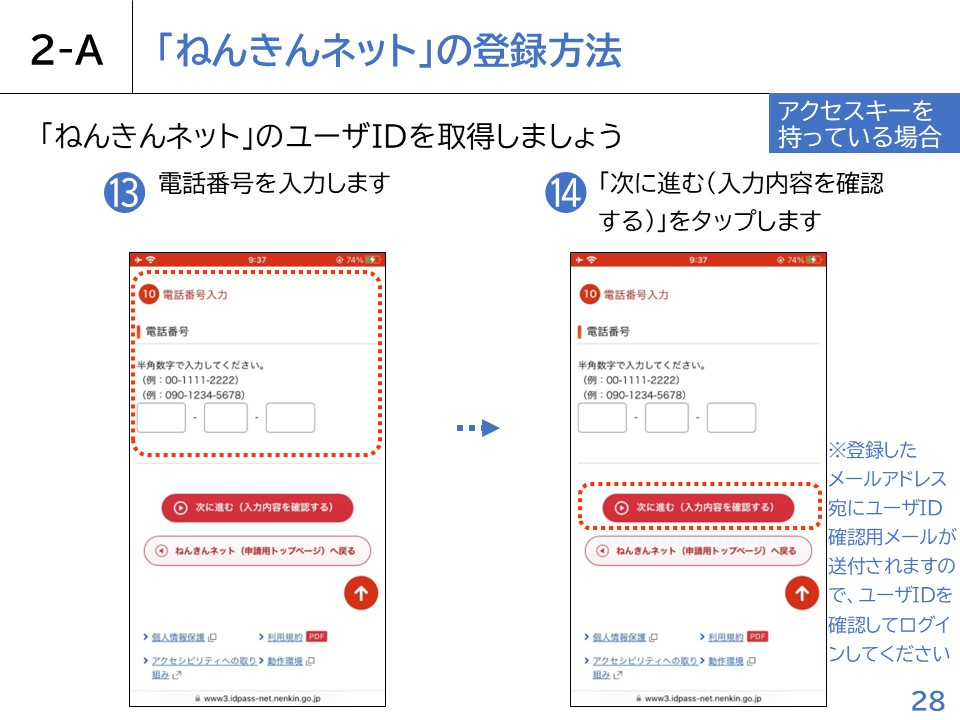 2-A
「ねんきんネット」の登録方法
アクセスキーを
持っている場合
「ねんきんネット」のユーザIDを取得しましょう
⑬ 電話番号を入力します
⑭ 「次に進む（入力内容を確認
する）」をタップします
9:37 74%
10 電話番号入力
電話番号
半角数字で入力してください。
（例：00-1111-2222）
（例：090-1234-5678）
- -
次に進む（入力内容を確認する）
ねんきんネット（申請用トップページ）へ戻る
個人情報保護 利用規約 PDF
アクセシビリティへの取り 動作環境
組み
www3.idpass-net.nenkin.go.jp
9:37 74%
10 電話番号入力
電話番号
半角数字で入力してください。
（例：00-1111-2222）
（例：090-1234-5678）
- -
次に進む（入力内容を確認する）
ねんきんネット（申請用トップページ）へ戻る
個人情報保護 利用規約 PDF
アクセシビリティへの取り 動作環境
組み
www3.idpass-net.nenkin.go.jp
※登録した
メールアドレス
宛にユーザID
確認用メールが
送付されますの
で、ユーザIDを
確認してログイ
ンしてください
28